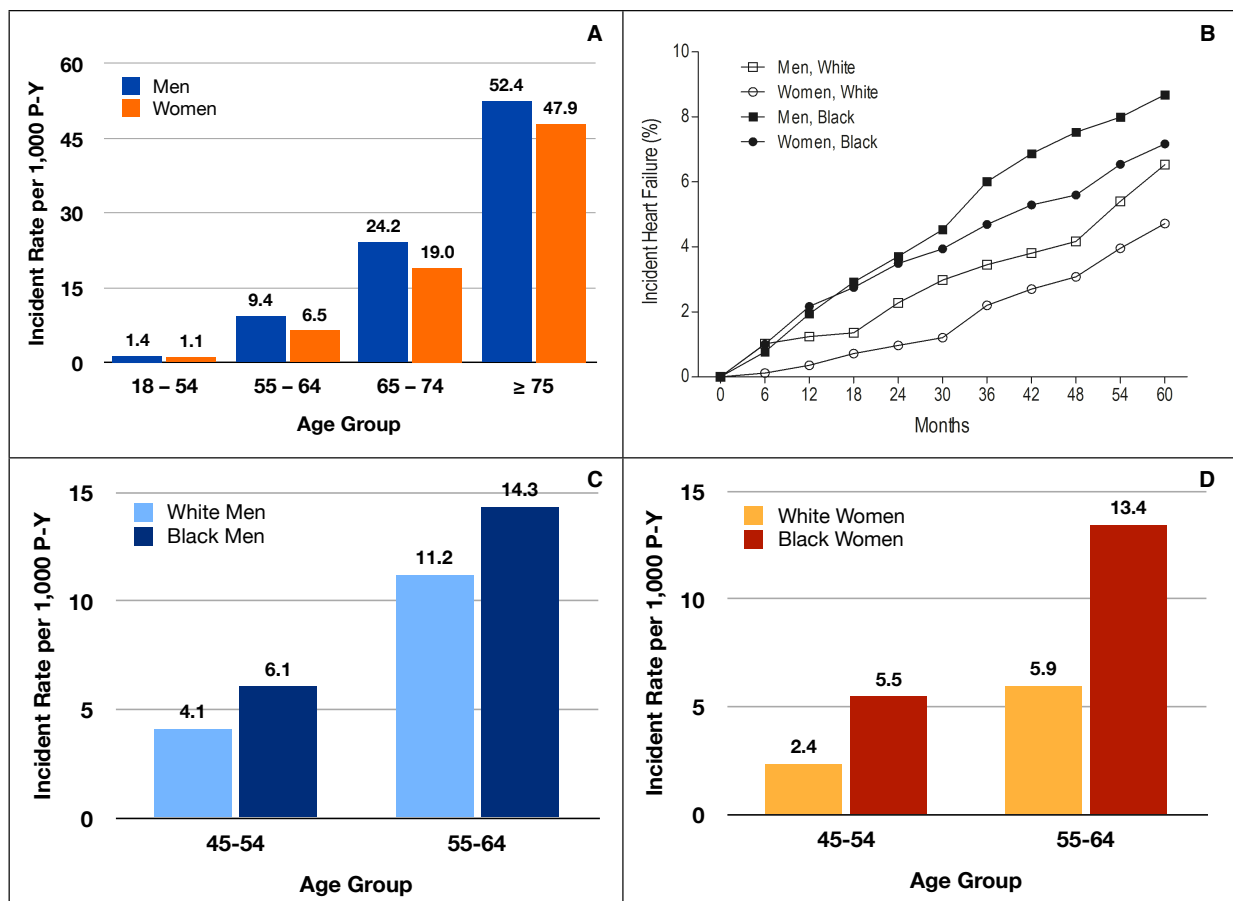 A
Incident Rate per 1,000 P-Y
60
45
30
15
0
Men
Women
1.4
1.1
9.4
6.5
24.2
19.0
52.4
47.9
18 – 54
55 – 64
65 – 74
≥ 75
Age Group
B
Incident Heart Failure (%)
10
8
6
4
2
0
Men, White
Women, White
Men, Black
Women, Black
0 6 12 18 24 30 36 42 48 54 60
Months
C
Incident Rate per 1,000 P-Y
15
10
5
0
White Men
Black Men
4.1
6.1
11.2
14.3
45-54
55-64
Age Group
D
Incident Rate per 1,000 P-Y
15
10
5
0
White Women
Black Women
2.4
5.5
5.9
13.4
45-54
55-64
Age Group